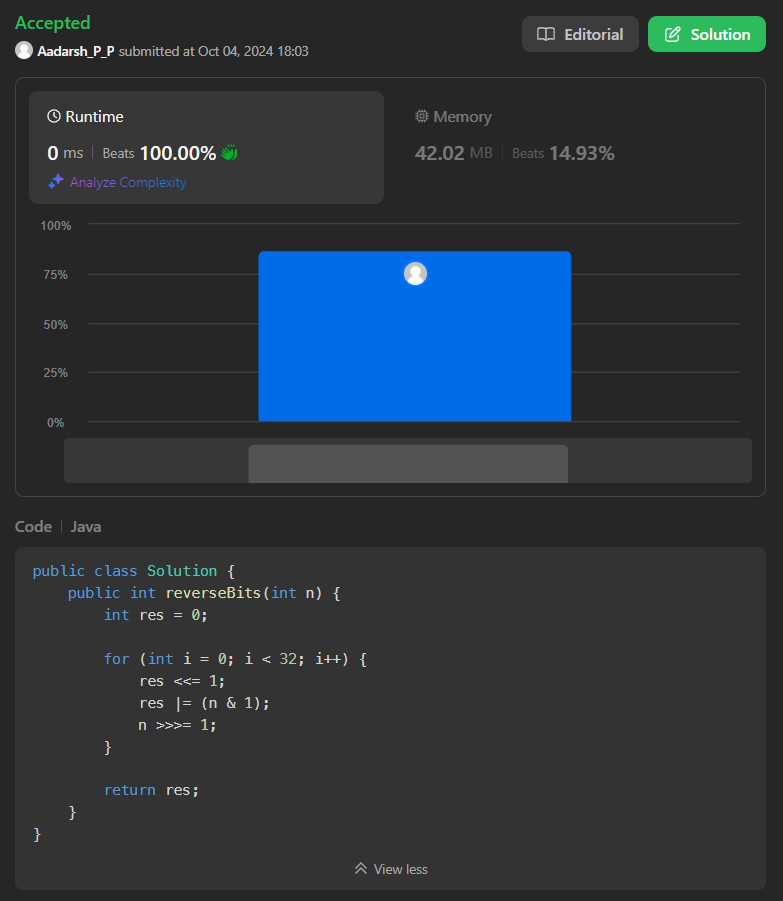 Accepted
Aadarsh_P_P submitted at Oct 04, 2024 18:03
Editorial
Solution
Runtime
0 ms | Beats 100.00%
Analyze Complexity
Memory
42.02 MB | Beats 14.93%
100%
75%
50%
25%
0%
Code | Java
public class Solution {
    public int reverseBits(int n) {
        int res = 0;

        for (int i = 0; i < 32; i++) {
            res <<= 1;
            res |= (n & 1);
            n >>>= 1;
        }

        return res;
    }
}
View less